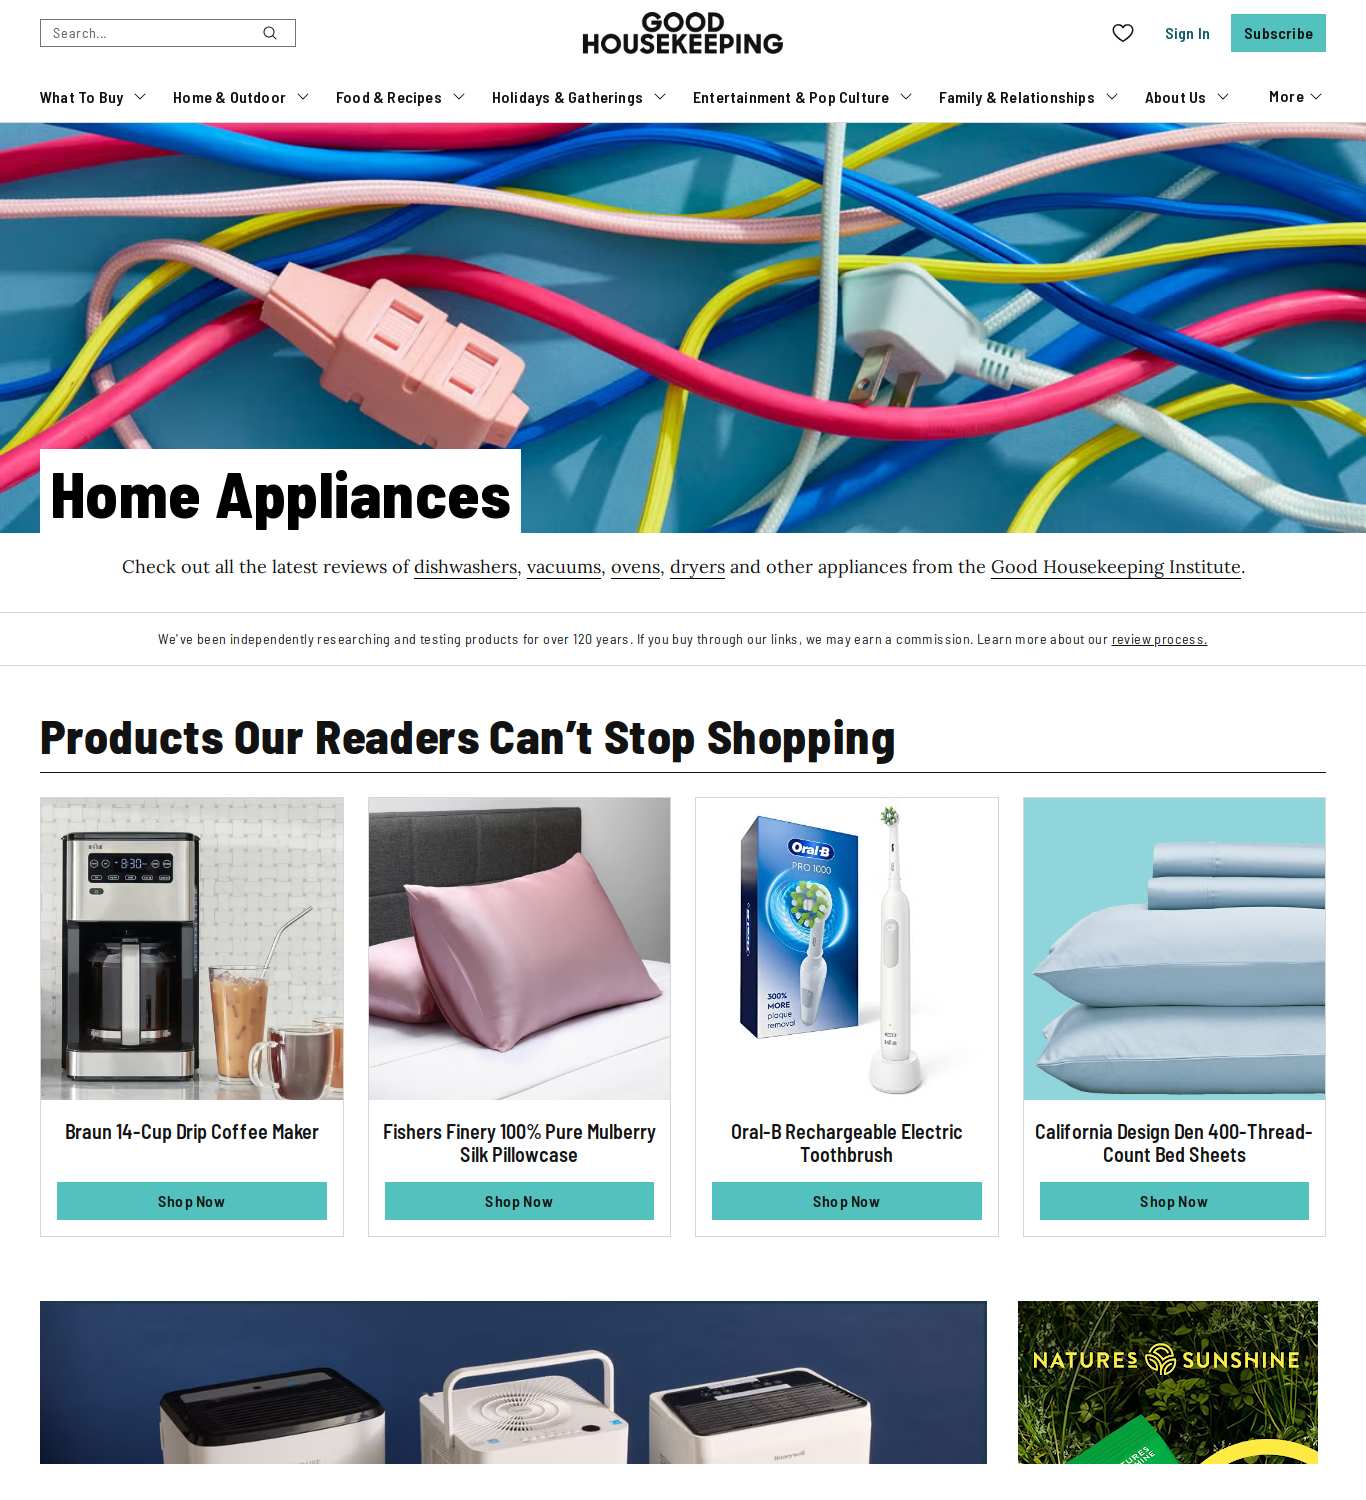 Search...
GOOD
HOUSEKEEPING
Sign In
Subscribe
What To Buy
Home & Outdoor
Food & Recipes
Holidays & Gatherings
Entertainment & Pop Culture
Family & Relationships
About Us
More
Home Appliances
Check out all the latest reviews of dishwashers, vacuums, ovens, dryers and other appliances from the Good Housekeeping Institute.
We've been independently researching and testing products for over 120 years. If you buy through our links, we may earn a commission. Learn more about our review process.
Products Our Readers Can’t Stop Shopping
8:30
Oral-B
PRO 1000
300%
MORE
plaque
removal
Braun 14-Cup Drip Coffee Maker
Shop Now
Fishers Finery 100% Pure Mulberry
Silk Pillowcase
Shop Now
Oral-B Rechargeable Electric
Toothbrush
Shop Now
California Design Den 400-Thread-
Count Bed Sheets
Shop Now
Honeywell
NATURE'S SUNSHINE